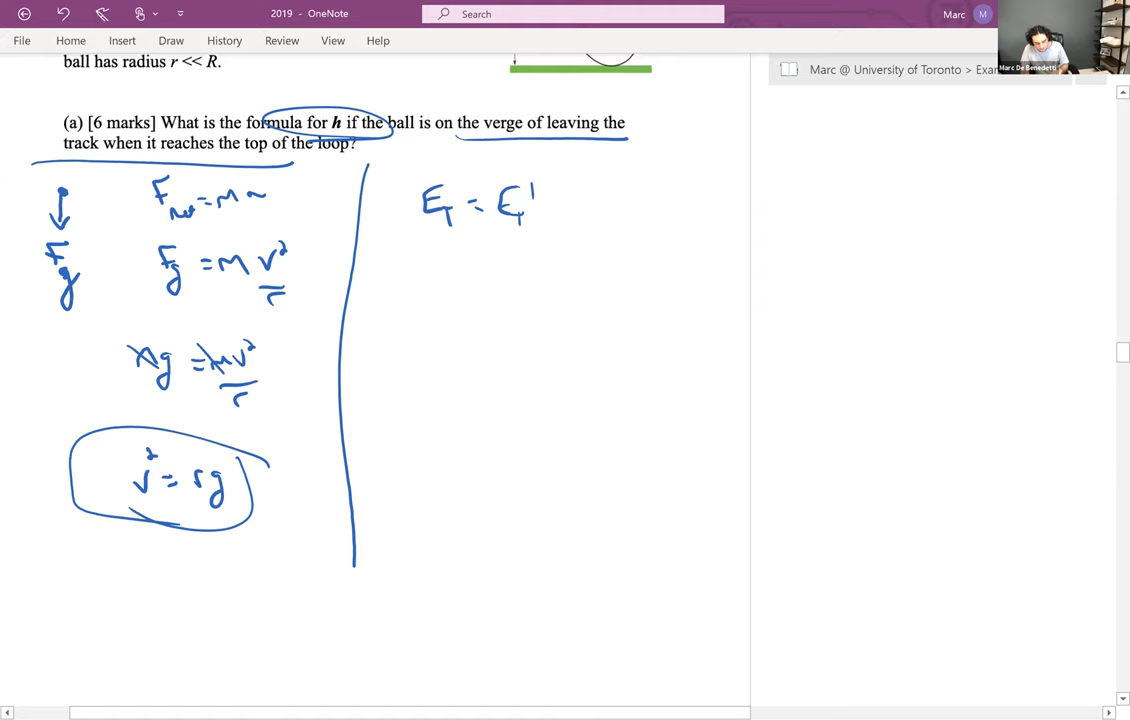 2019 - OneNote
Search
Marc
M
File Home Insert Draw History Review View Help
Marc De Benedetti
ball has radius r << R.
Marc @ University of Toronto > Exa
(a) [6 marks] What is the formula for h if the ball is on the verge of leaving the
track when it reaches the top of the loop?
F_net = ma
E_T = E_T'
F_g
F_g = m v²/r
mg = mv²/r
v² = rg